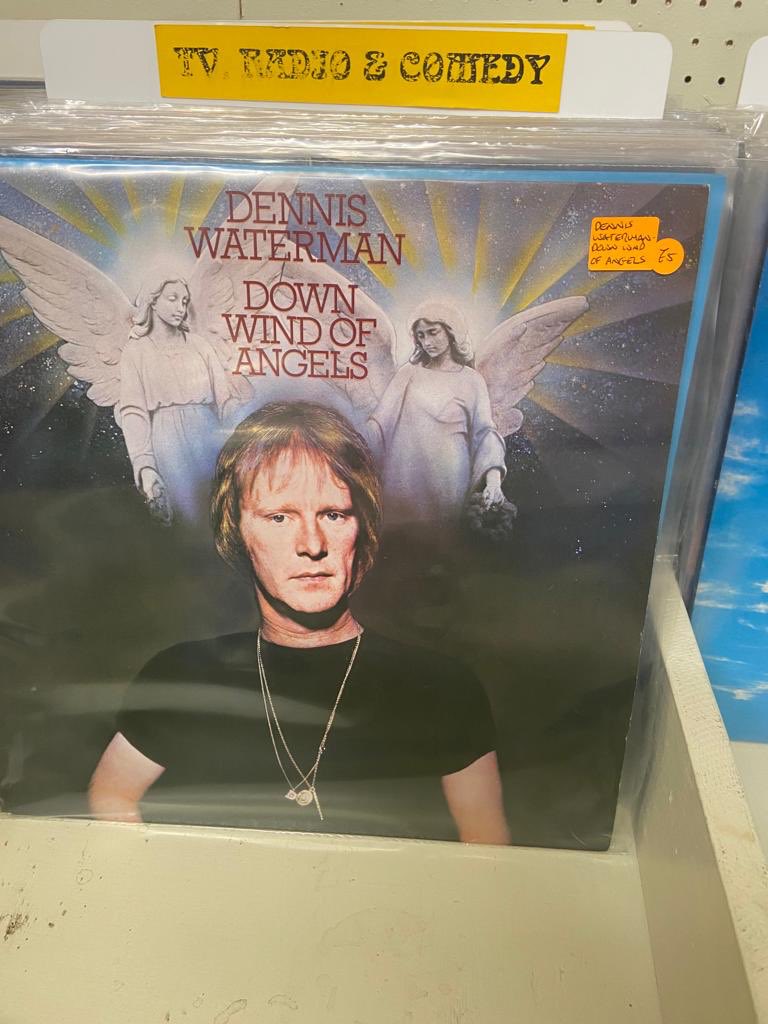 TV, RADIO & COMEDY
DENNIS
WATERMAN
DOWN
WIND OF
ANGELS
DENNIS
WATERMAN-
DOWN WIND
OF ANGELS
£5